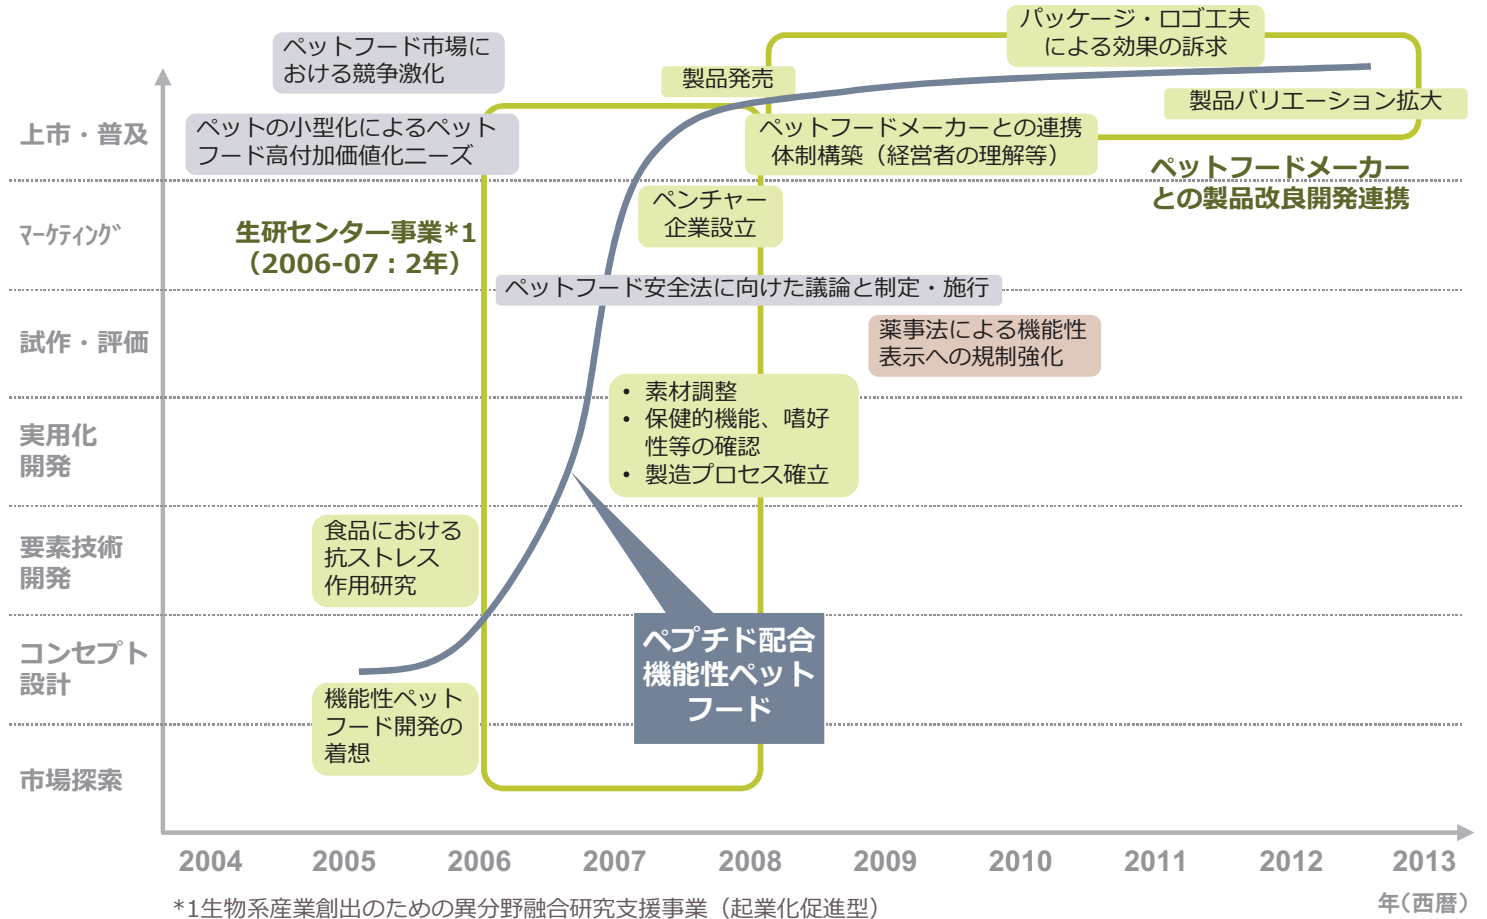 パッケージ・ロゴ工夫
による効果の訴求
ペットフード市場に
おける競争激化
製品発売
製品バリエーション拡大
上市・普及
ペットの小型化によるペット
フード高付加価値化ニーズ
ペットフードメーカーとの連携
体制構築（経営者の理解等）
ペットフードメーカー
との製品改良開発連携
マーケティング
生研センター事業*1
（2006-07：2年）
ベンチャー
企業設立
ペットフード安全法に向けた議論と制定・施行
試作・評価
薬事法による機能性
表示への規制強化
実用化
開発
• 素材調整
• 保健的機能、嗜好
性等の確認
• 製造プロセス確立
要素技術
開発
食品における
抗ストレス
作用研究
コンセプト
設計
ペプチド配合
機能性ペット
フード
機能性ペット
フード開発の
着想
市場探索
2004 2005 2006 2007 2008 2009 2010 2011 2012 2013
年(西暦)
*1生物系産業創出のための異分野融合研究支援事業（起業化促進型）